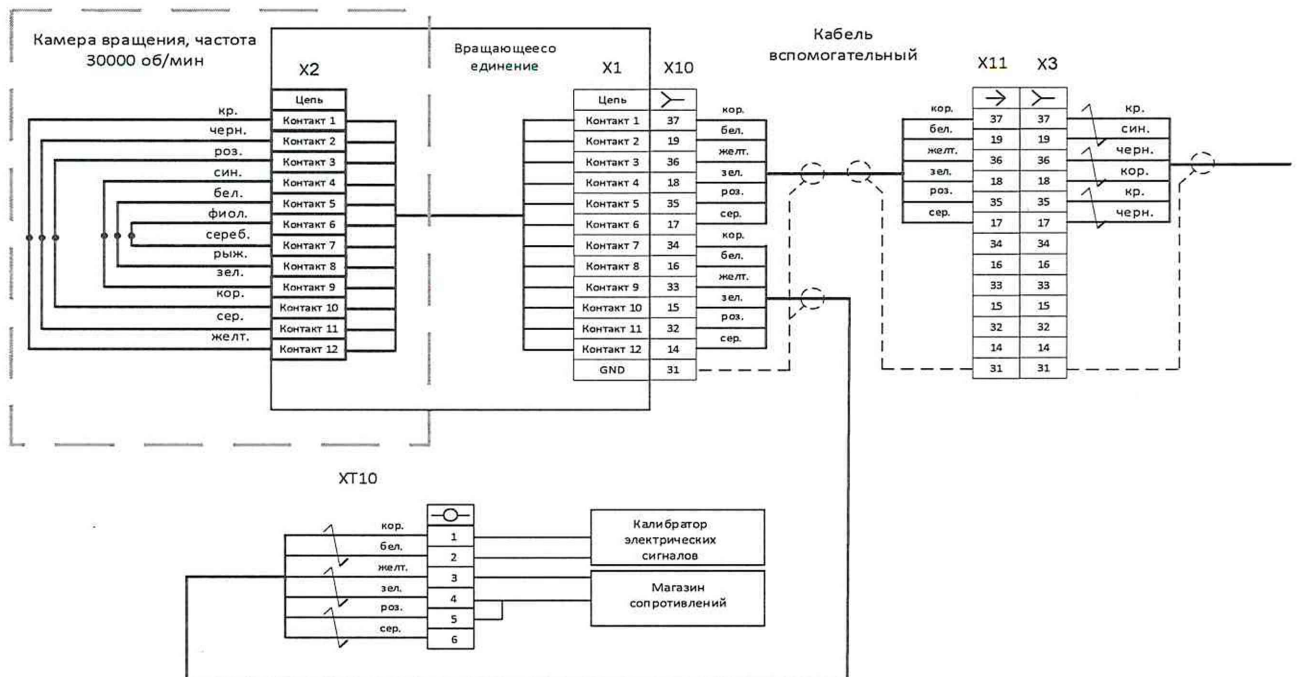 Камера вращения, частота
30000 об/мин
Вращающеесо
единение
Кабель
вспомогательный
X2
Цепь
Контакт 1
Контакт 2
Контакт 3
Контакт 4
Контакт 5
Контакт 6
Контакт 7
Контакт 8
Контакт 9
Контакт 10
Контакт 11
Контакт 12
кр.
черн.
роз.
син.
бел.
фиол.
сереб.
рыж.
зел.
кор.
сер.
желт.
X1 X10
Цепь
Контакт 1 37
Контакт 2 19
Контакт 3 36
Контакт 4 18
Контакт 5 35
Контакт 6 17
Контакт 7 34
Контакт 8 16
Контакт 9 33
Контакт 10 15
Контакт 11 32
Контакт 12 14
GND 31
кор.
бел.
желт.
зел.
роз.
сер.
кор.
бел.
желт.
зел.
роз.
сер.
X11 X3
кор.
бел.
желт.
зел.
роз.
сер.
37 37
19 19
36 36
18 18
35 35
17 17
34 34
16 16
33 33
15 15
32 32
14 14
31 31
кр.
син.
черн.
кор.
кр.
черн.
XT10
кор.
бел.
желт.
зел.
роз.
сер.
1
2
3
4
5
6
Калибратор
электрических
сигналов
Магазин
сопротивлений